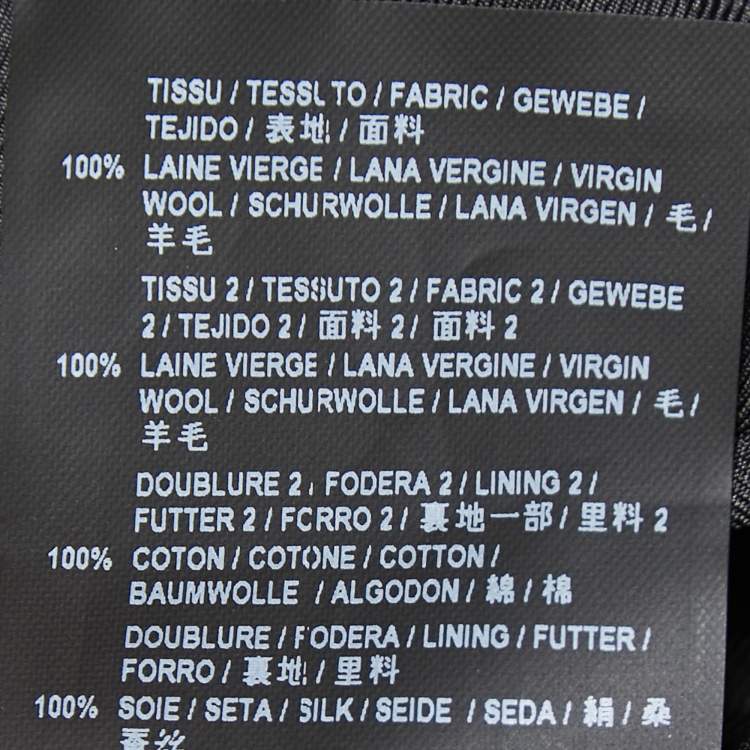 TISSU / TESSUTO / FABRIC / GEWEBE /
TEJIDO / 表地 / 面料
100% LAINE VIERGE / LANA VERGINE / VIRGIN
WOOL / SCHURWOLLE / LANA VIRGEN / 毛 /
羊毛
TISSU 2 / TESSUTO 2 / FABRIC 2 / GEWEBE
2 / TEJIDO 2 / 面料 2 / 面料 2
100% LAINE VIERGE / LANA VERGINE / VIRGIN
WOOL / SCHURWOLLE / LANA VIRGEN / 毛 /
羊毛
DOUBLURE 2 / FODERA 2 / LINING 2 /
FUTTER 2 / FORRO 2 / 裏地一部 / 里料 2
100% COTON / COTONE / COTTON /
BAUMWOLLE / ALGODON / 綿 / 棉
DOUBLURE / FODERA / LINING / FUTTER /
FORRO / 裏地 / 里料
100% SOIE / SETA / SILK / SEIDE / SEDA / 絹 / 桑
蚕丝